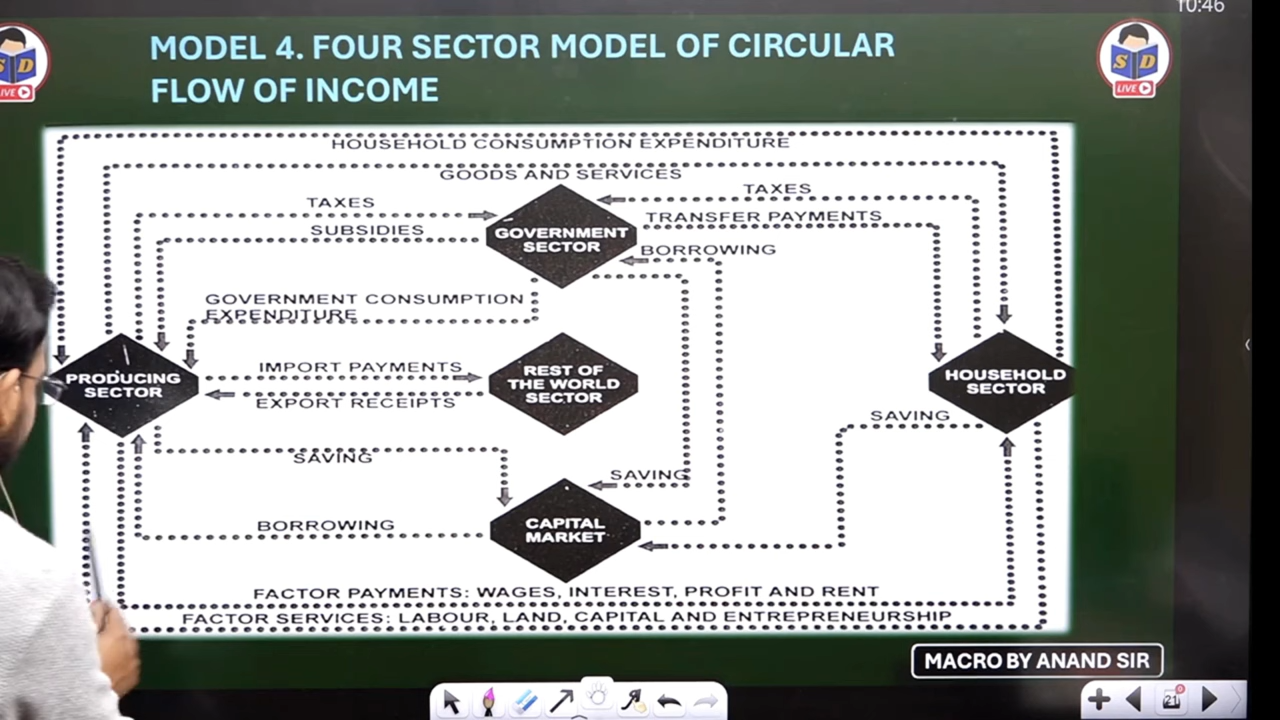 10:46
MODEL 4. FOUR SECTOR MODEL OF CIRCULAR
FLOW OF INCOME
S D
LIVE
S D
LIVE
HOUSEHOLD CONSUMPTION EXPENDITURE
GOODS AND SERVICES
TAXES
TAXES
SUBSIDIES
GOVERNMENT
SECTOR
TRANSFER PAYMENTS
BORROWING
GOVERNMENT CONSUMPTION
EXPENDITURE
PRODUCING
SECTOR
IMPORT PAYMENTS
EXPORT RECEIPTS
REST OF
THE WORLD
SECTOR
HOUSEHOLD
SECTOR
SAVING
SAVING
SAVING
BORROWING
CAPITAL
MARKET
FACTOR PAYMENTS: WAGES, INTEREST, PROFIT AND RENT
FACTOR SERVICES: LABOUR, LAND, CAPITAL AND ENTREPRENEURSHIP
MACRO BY ANAND SIR
21